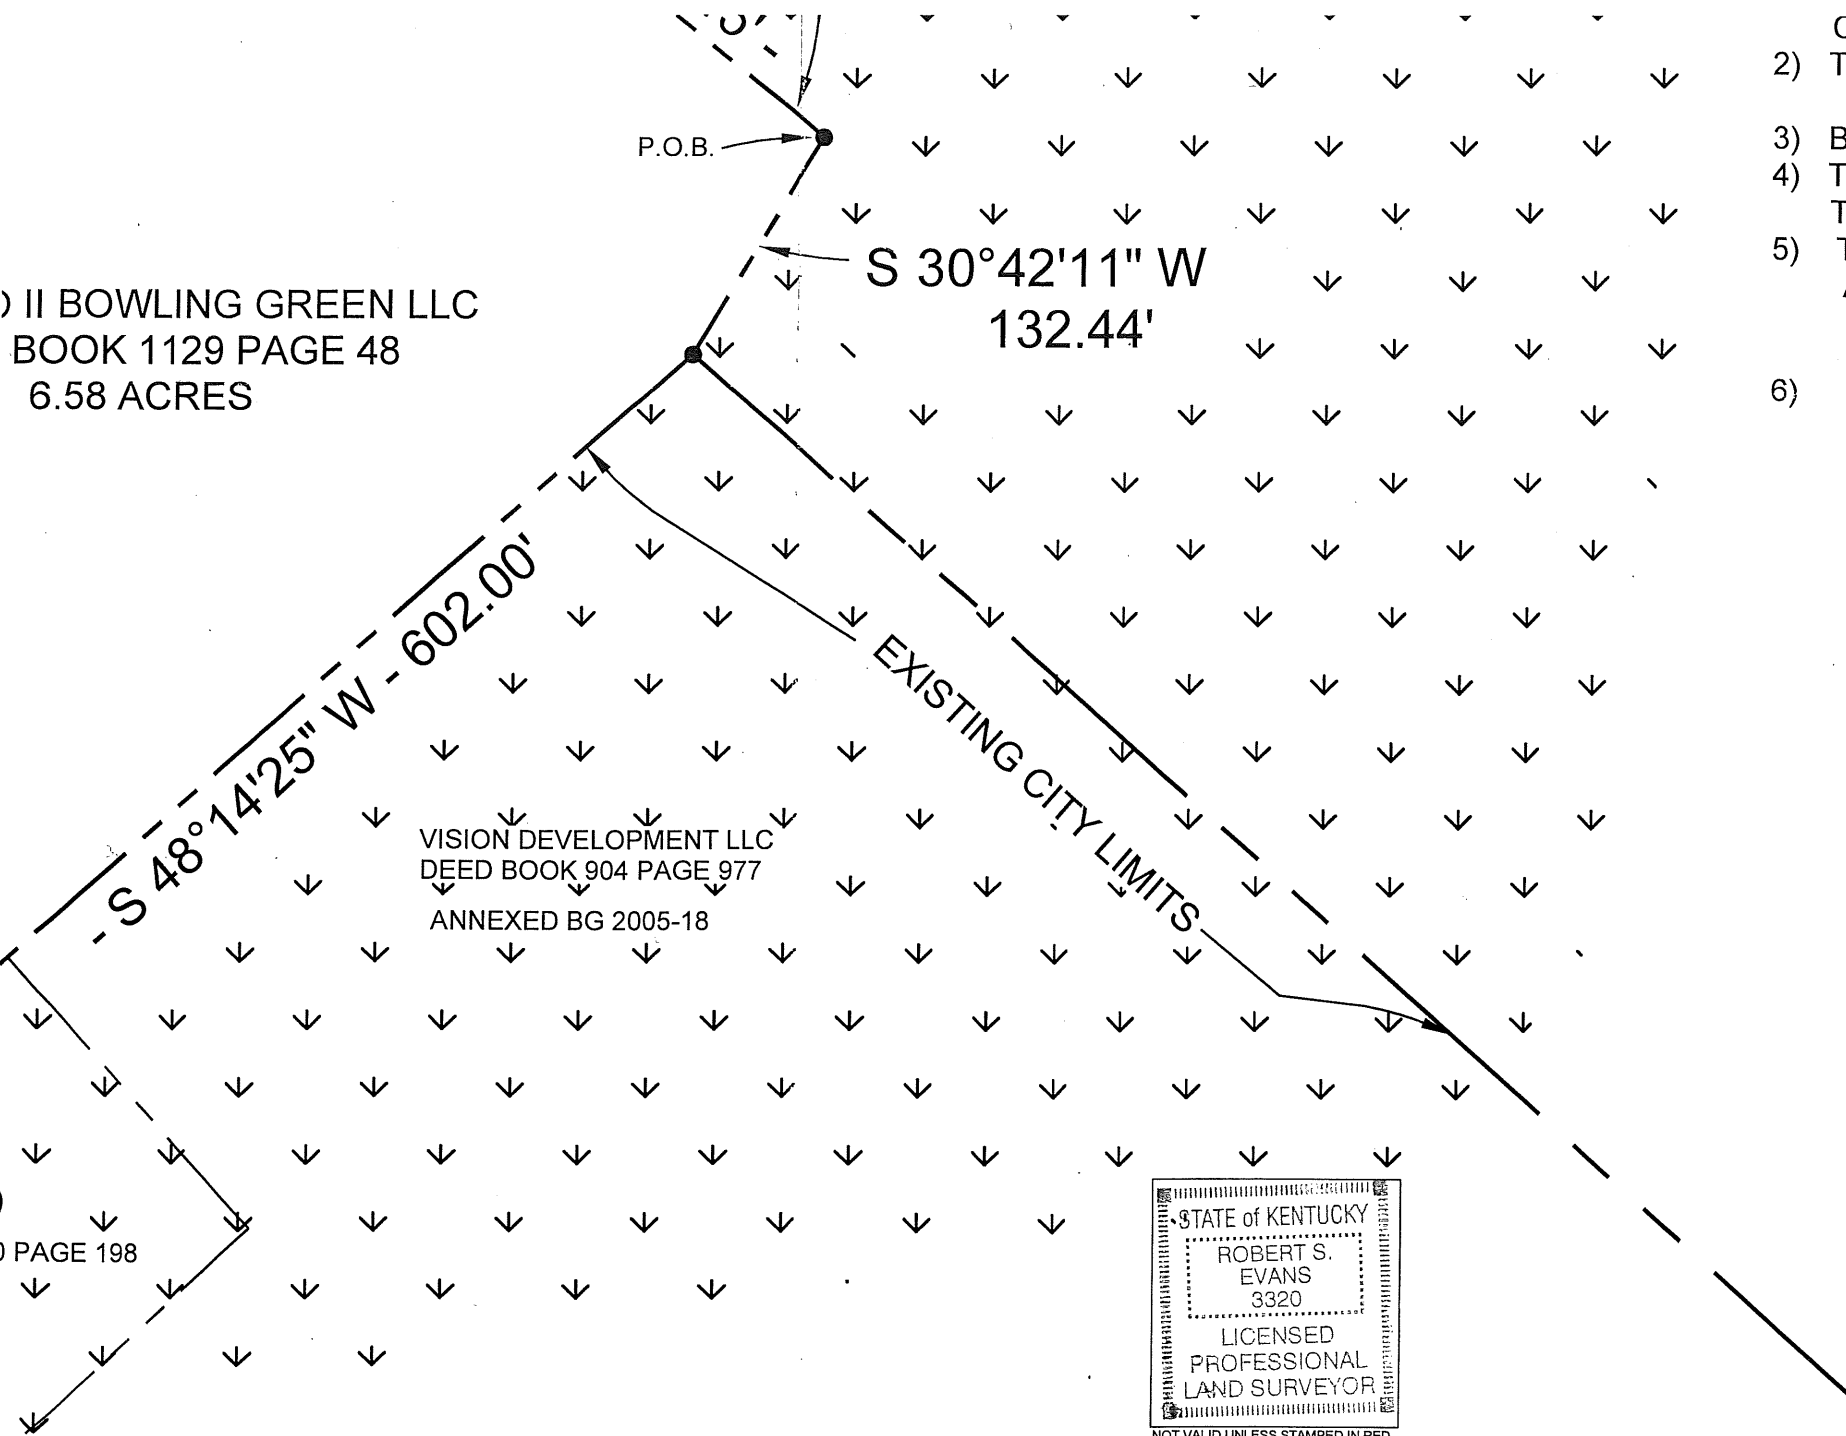 P.O.B.
S 30°42'11" W
132.44'
II BOWLING GREEN LLC
BOOK 1129 PAGE 48
6.58 ACRES
- S 48°14'25" W - 602.00'
EXISTING CITY LIMITS
VISION DEVELOPMENT LLC
DEED BOOK 904 PAGE 977
ANNEXED BG 2005-18
PAGE 198
2) T
3) B
4) T
T
5) T
6)
STATE of KENTUCKY
ROBERT S.
EVANS
3320
LICENSED
PROFESSIONAL
LAND SURVEYOR
NOT VALID UNLESS STAMPED IN RED